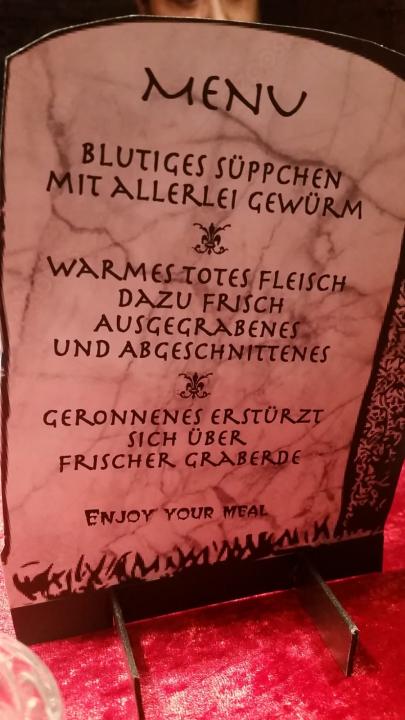 MENU
BLUTIGES SÜPPCHEN
MIT ALLERLEI GEWÜRM
WARMES TOTES FLEISCH
DAZU FRISCH
AUSGEGRABENES
UND ABGESCHNITTENES
GERONNENES ERSTÜRZT
SICH ÜBER
FRISCHER GRABERDE
ENJOY YOUR MEAL